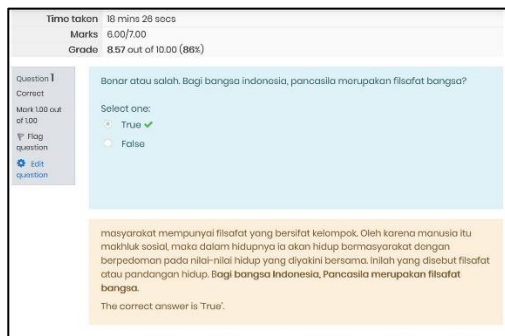 Time taken 18 mins 26 secs
Marks 6.00/7.00
Grade 8.57 out of 10.00 (86%)
Question 1
Correct
Mark 1.00 out
of 1.00
Flag
question
Edit
question
Benar atau salah. Bagi bangsa indonesia, pancasila merupakan filsafat bangsa?
Select one:
True
False
masyarakat mempunyai filsafat yang bersifat kelompok. Oleh karena manusia itu
makhluk sosial, maka dalam hidupnya ia akan hidup bermasyarakat dengan
berpedoman pada nilai-nilai hidup yang diyakini bersama. Inilah yang disebut filsafat
atau pandangan hidup. Bagi bangsa Indonesia, Pancasila merupakan filsafat
bangsa.
The correct answer is 'True'.